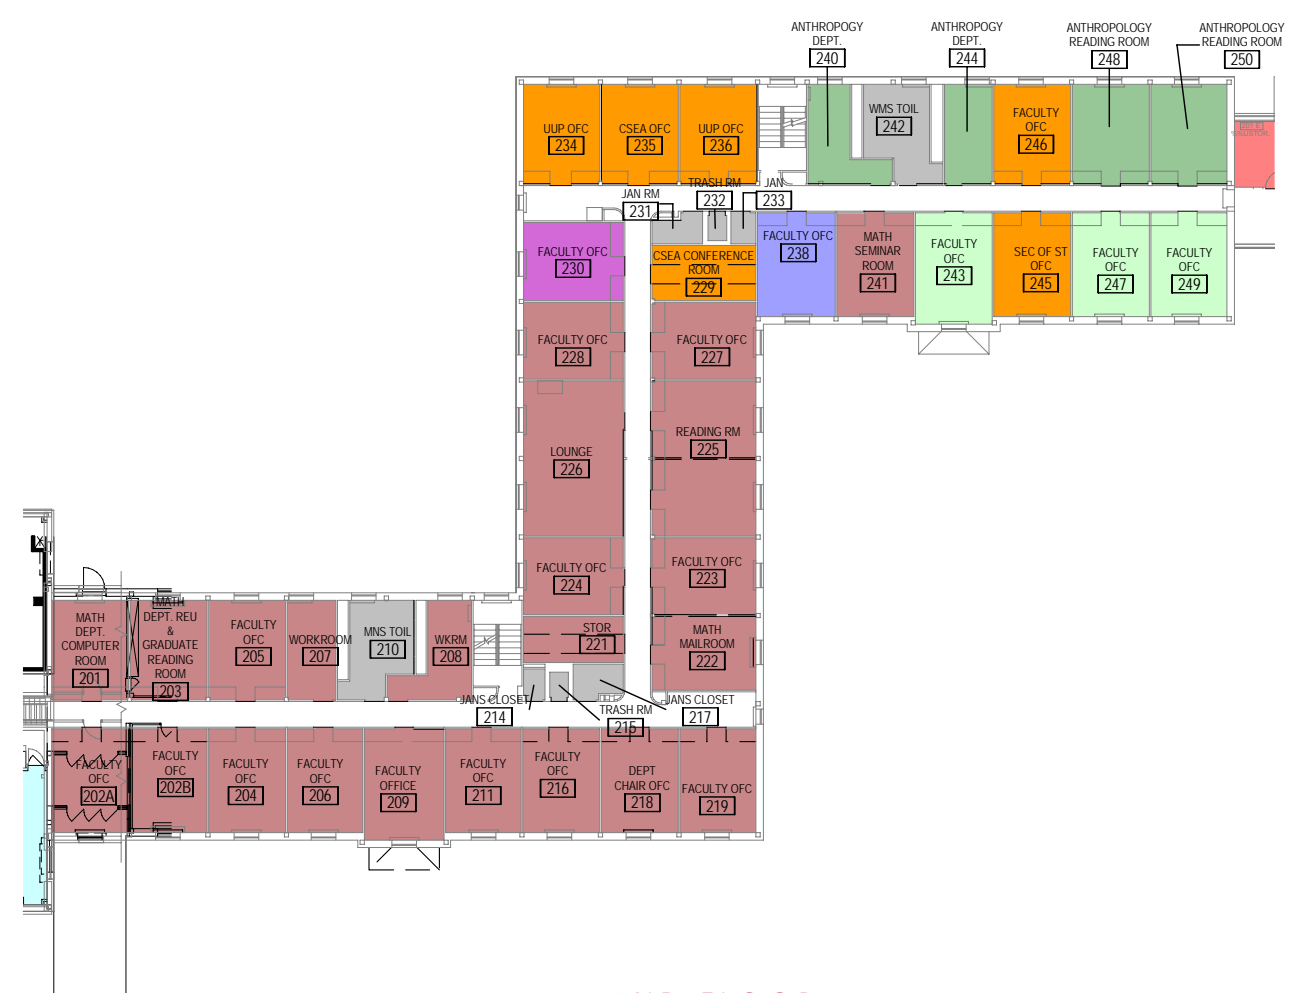 ANTHROPOGY
DEPT.
240
ANTHROPOGY
DEPT.
244
ANTHROPOLOGY
READING ROOM
248
ANTHROPOLOGY
READING ROOM
250
UUP OFC
234
CSEA OFC
235
UUP OFC
236
WMS TOIL
242
FACULTY
OFC
246
JAN RM
231
TRASH RM
232
JAN
233
FACULTY OFC
230
CSEA CONFERENCE
ROOM
229
FACULTY OFC
238
MATH
SEMINAR
ROOM
241
FACULTY
OFC
243
SEC OF ST
OFC
245
FACULTY
OFC
247
FACULTY
OFC
249
FACULTY OFC
228
FACULTY OFC
227
LOUNGE
226
READING RM
225
FACULTY OFC
224
FACULTY OFC
223
STOR
221
MATH
MAILROOM
222
MATH
DEPT.
COMPUTER
ROOM
201
MATH
DEPT. REU
&
GRADUATE
READING
ROOM
203
FACULTY
OFC
205
WORKROOM
207
MNS TOIL
210
WKRM
208
JANS CLOSET
214
TRASH RM
215
JANS CLOSET
217
FACULTY
OFC
202A
FACULTY
OFC
202B
FACULTY
OFC
204
FACULTY
OFC
206
FACULTY
OFFICE
209
FACULTY
OFC
211
FACULTY
OFC
216
DEPT
CHAIR OFC
218
FACULTY OFC
219